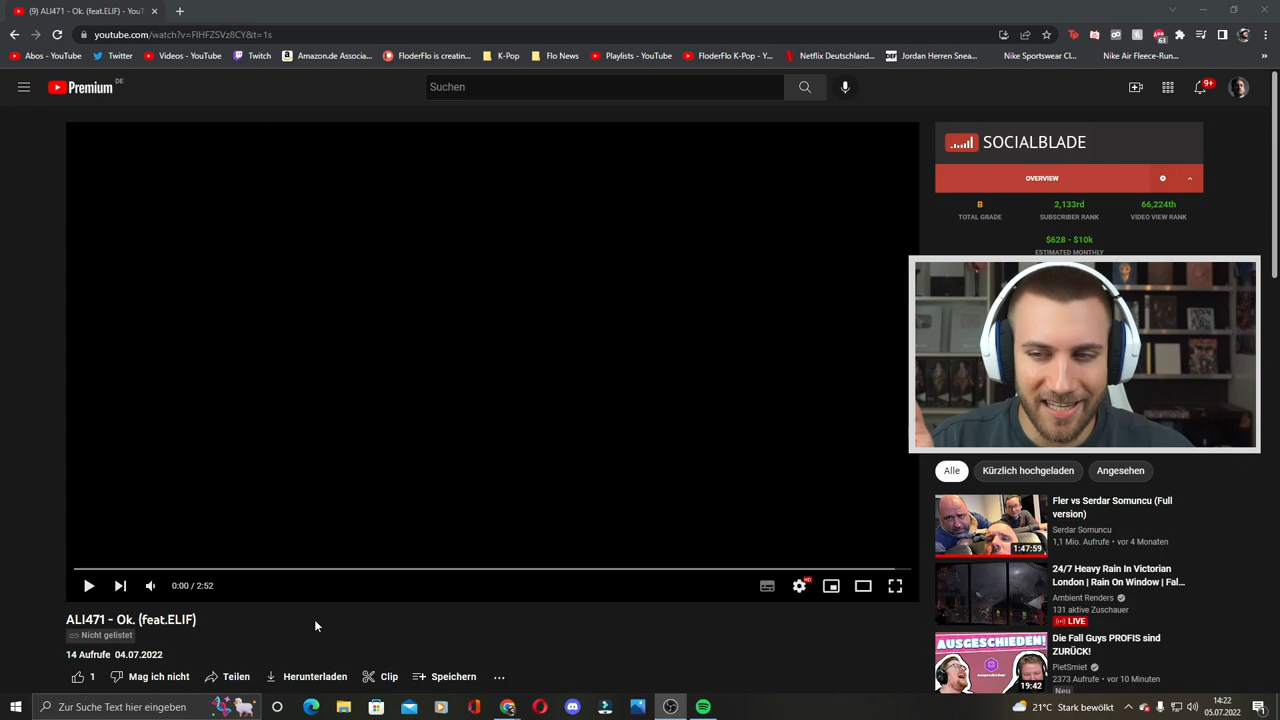 (9) ALI471 - Ok. (feat.ELIF) - YouT
youtube.com/watch?v=FIHFZSVz8CY&t=1s
63
Abos - YouTube
Twitter
Videos - YouTube
Twitch
Amazon.de Associa...
FloderFlo is creatin...
K-Pop
Flo News
Playlists - YouTube
FloderFlo K-Pop - Y...
Netflix Deutschlan...
Jordan Herren Snea...
Nike Sportwear Cl...
Nike Air Fleece-Run...
»
Premium DE
Suchen
9+
SOCIALBLADE
OVERVIEW
B
2,133rd
66,224th
TOTAL GRADE
SUBSCRIBER RANK
VIDEO VIEW RANK
$628 - $10k
ESTIMATED MONTHLY
Alle
Kürzlich hochgeladen
Angesehen
Fler vs Serdar Somuncu (Full
version)
Serdar Somuncu
1,1 Mio. Aufrufe • vor 4 Monaten
1:47:59
24/7 Heavy Rain In Victorian
London | Rain On Window | Fal...
Ambient Renders
131 aktive Zuschauer
LIVE
AUSGESCHIEDEN!
Die Fall Guys PROFIS sind
ZURÜCK!
PietSmiet
2373 Aufrufe • vor 10 Minuten
19:42
Neu
0:00 / 2:52
HD
ALI471 - Ok. (feat.ELIF)
Nicht gelistet
14 Aufrufe 04.07.2022
1
Mag ich nicht
Teilen
Herunterladen
Clip
Speichern
Zur Suche Text hier eingeben
21°C Stark bewölkt
14:22
05.07.2022